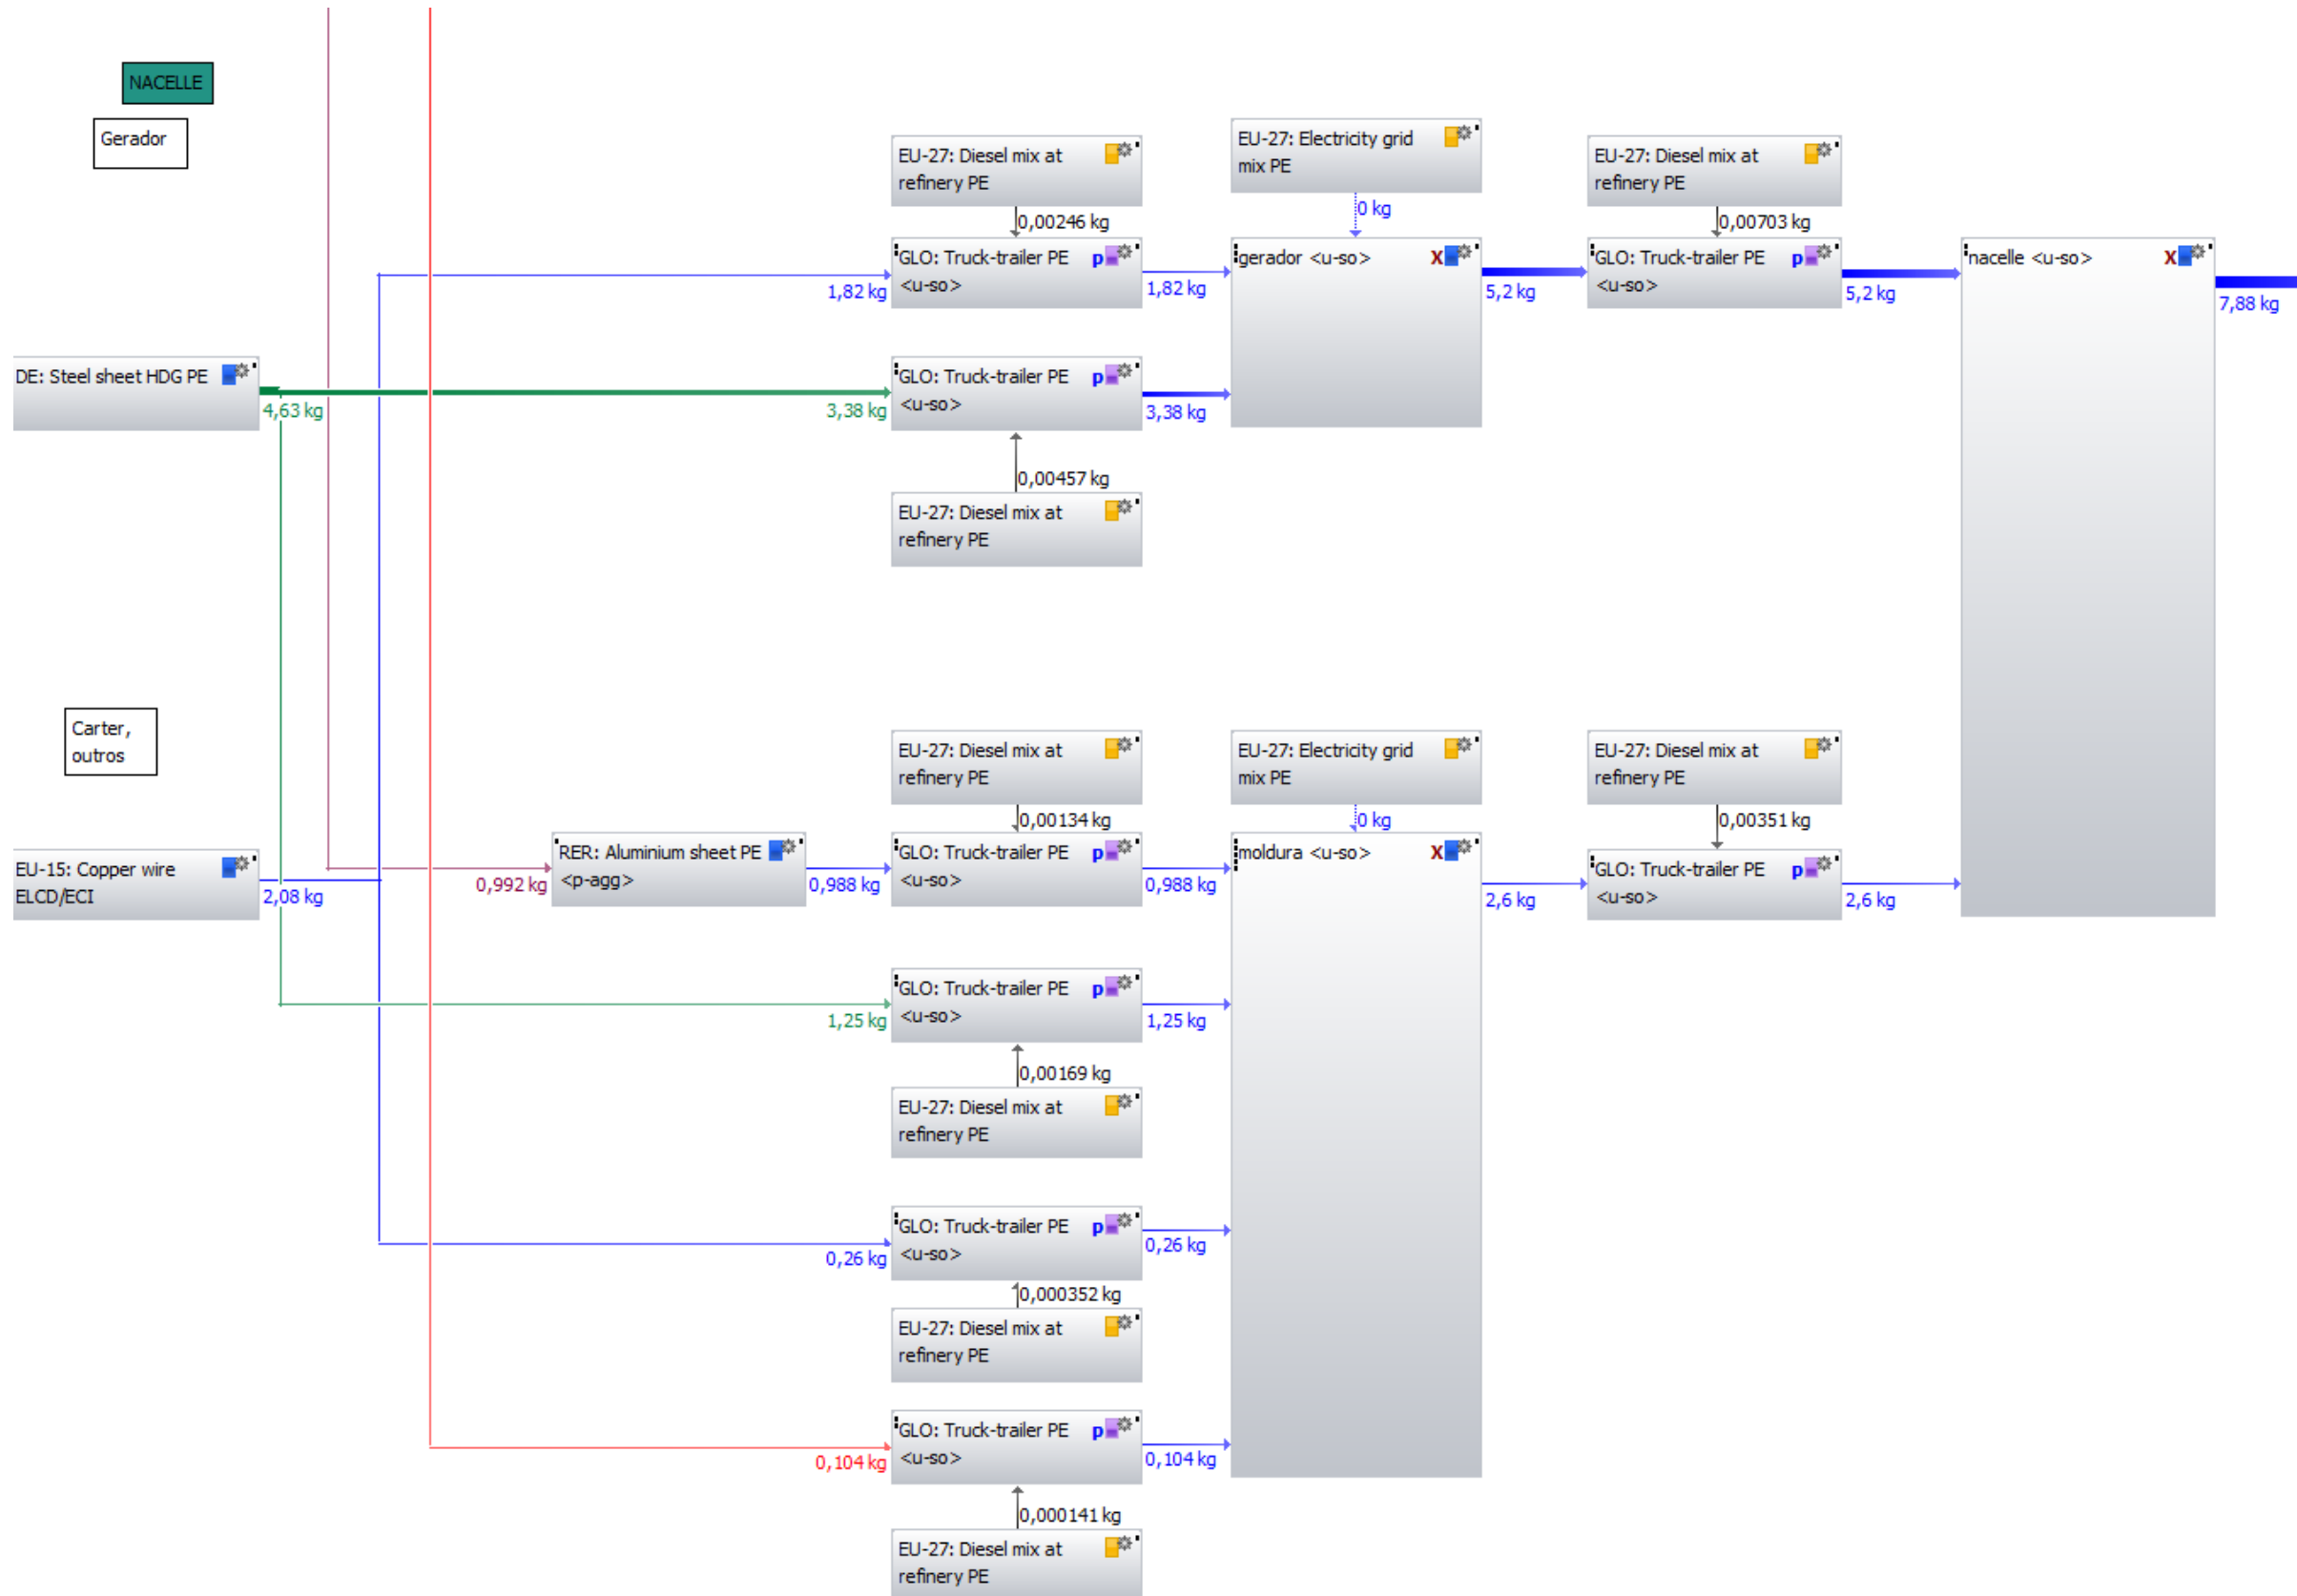 NACELLE
Gerador
EU-27: Diesel mix at
refinery PE
EU-27: Electricity grid
mix PE
EU-27: Diesel mix at
refinery PE
0,00246 kg
0 kg
0,00703 kg
GLO: Truck-trailer PE
<u-so>
p
gerador <u-so>
X
GLO: Truck-trailer PE
<u-so>
p
nacelle <u-so>
X
1,82 kg
1,82 kg
5,2 kg
5,2 kg
7,88 kg
DE: Steel sheet HDG PE
4,63 kg
3,38 kg
GLO: Truck-trailer PE
<u-so>
p
3,38 kg
0,00457 kg
EU-27: Diesel mix at
refinery PE
Carter,
outros
EU-27: Diesel mix at
refinery PE
EU-27: Electricity grid
mix PE
EU-27: Diesel mix at
refinery PE
0,00134 kg
0 kg
0,00351 kg
EU-15: Copper wire
ELCD/ECI
2,08 kg
0,992 kg
RER: Aluminium sheet PE
<p-agg>
0,988 kg
GLO: Truck-trailer PE
<u-so>
p
0,988 kg
moldura <u-so>
X
2,6 kg
GLO: Truck-trailer PE
<u-so>
p
2,6 kg
1,25 kg
GLO: Truck-trailer PE
<u-so>
p
1,25 kg
0,00169 kg
EU-27: Diesel mix at
refinery PE
0,26 kg
GLO: Truck-trailer PE
<u-so>
p
0,26 kg
0,000352 kg
EU-27: Diesel mix at
refinery PE
0,104 kg
GLO: Truck-trailer PE
<u-so>
p
0,104 kg
0,000141 kg
EU-27: Diesel mix at
refinery PE